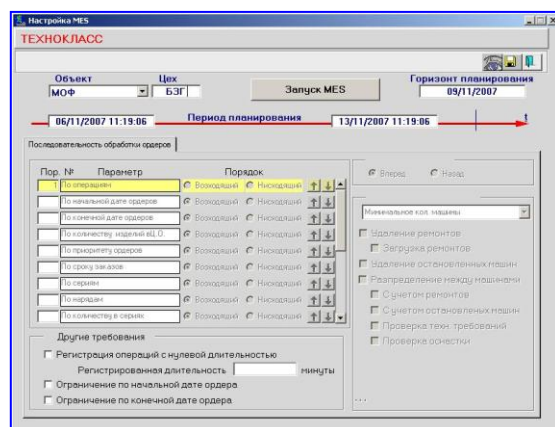 Настройка MES
ТЕХНОКЛАСС
Объект Цех Горизонт планирования
МОФ БЗГ Запуск MES 09/11/2007
06/11/2007 11:19:06 Период планирования 13/11/2007 11:19:06 t
Последовательность обработки ордеров
Пор. № Параметр Порядок
1 По операциям Возходящий Нисходящий
По начальной дате ордеров Возходящий Нисходящий
По конечной дате ордеров Возходящий Нисходящий
По количеству изделий вЦ.О. Возходящий Нисходящий
По приоритету ордеров Возходящий Нисходящий
По сроку заказов Возходящий Нисходящий
По сериям Возходящий Нисходящий
По нарядам Возходящий Нисходящий
По количеству в сериях Возходящий Нисходящий
Вперед Назад
Минимальное кол. машины
Удаление ремонтов
Загрузка ремонтов
Удаление остановленных машин
Разпределение между машинами
С учетом ремонтов
С учетом остановленых машин
Проверка техн. требований
Проверка оснастки
...
Другие требования
Регистрация операций с нулевой длительностью
Регистрированная длительность минуты
Ограничение по начальной дате ордера
Ограничение по конечной дате ордера